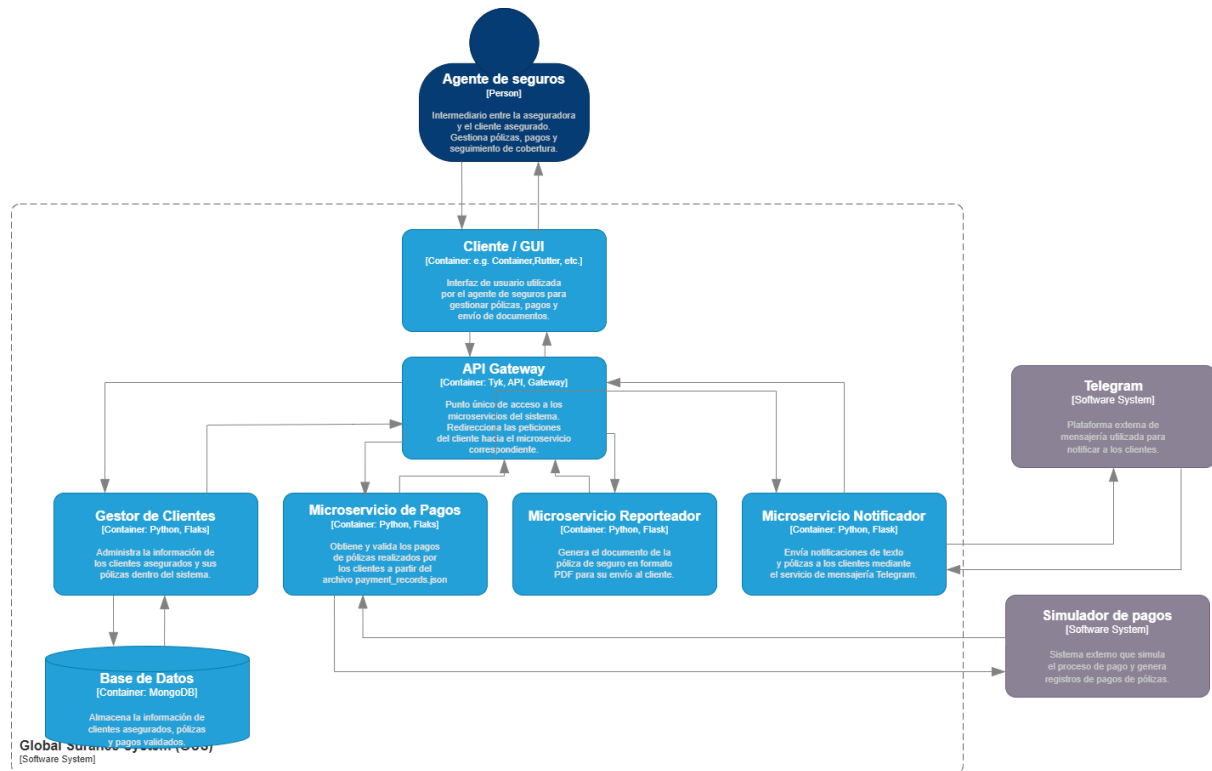 Agente de seguros
[Person]
Intermediario entre la aseguradora
y el cliente asegurado.
Gestiona pólizas, pagos y
seguimiento de cobertura.
Cliente / GUI
[Container: e.g. Container,Rutter, etc.]
Interfaz de usuario utilizada
por el agente de seguros para
gestionar pólizas, pagos y
envío de documentos.
API Gateway
[Container: Tyk, API, Gateway]
Punto único de acceso a los
microservicios del sistema.
Redirecciona las peticiones
del cliente hacia el microservicio
correspondiente.
Telegram
[Software System]
Plataforma externa de
mensajería utilizada para
notificar a los clientes.
Gestor de Clientes
[Container: Python, Flaks]
Administra la información de
los clientes asegurados y sus
pólizas dentro del sistema.
Microservicio de Pagos
[Container: Python, Flaks]
Obtiene y valida los pagos
de pólizas realizados por
los clientes a partir del
archivo payment_records.json
Microservicio Reporteador
[Container: Python, Flask]
Genera el documento de la
póliza de seguro en formato
PDF para su envío al cliente.
Microservicio Notificador
[Container: Python, Flask]
Envía notificaciones de texto
y pólizas a los clientes mediante
el servicio de mensajería Telegram.
Simulador de pagos
[Software System]
Sistema externo que simula
el proceso de pago y genera
registros de pagos de pólizas.
Base de Datos
[Container: MongoDB]
Almacena la información de
clientes asegurados, pólizas
y pagos validados.
Global
[Software System]